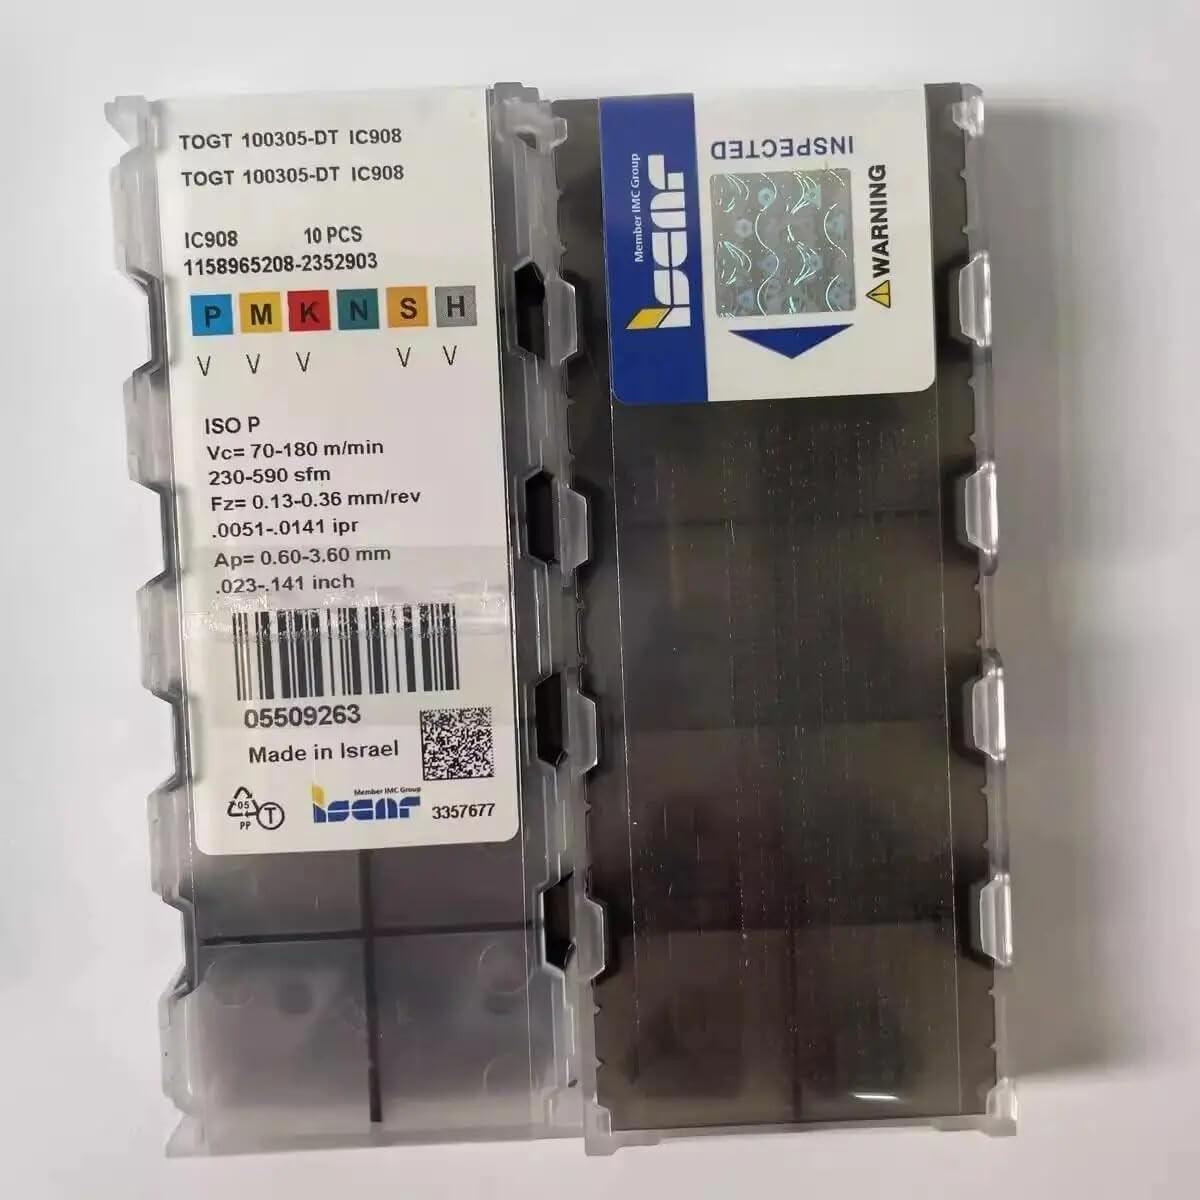 TOGT 100305-DT IC908
TOGT 100305-DT IC908
IC908 10 PCS
1158965208-2352903
P M K N S H
V V V V V
ISO P
Vc= 70-180 m/min
230-590 sfm
Fz= 0.13-0.36 mm/rev
.0051-.0141 ipr
Ap= 0.60-3.60 mm
.023-.141 inch
05509263
Made in Israel
05
PP
T
Member IMC Group
iscar
3357677
Member IMC Group
iscar
INSPECTED
WARNING